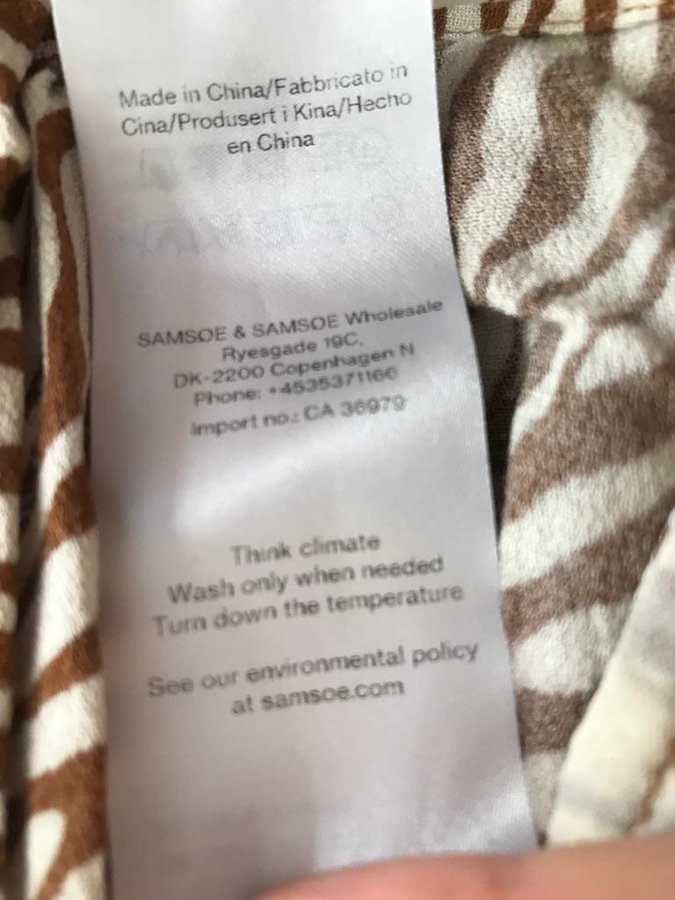 Made in China/Fabbricato in
Cina/Produsert i Kina/Hecho
en China
SAMSOE & SAMSOE Wholesale
Ryesgade 19C,
DK-2200 Copenhagen N
Phone: +4535371166
Import no.: CA 36979
Think climate
Wash only when needed
Turn down the temperature
See our environmental policy
at samsoe.com